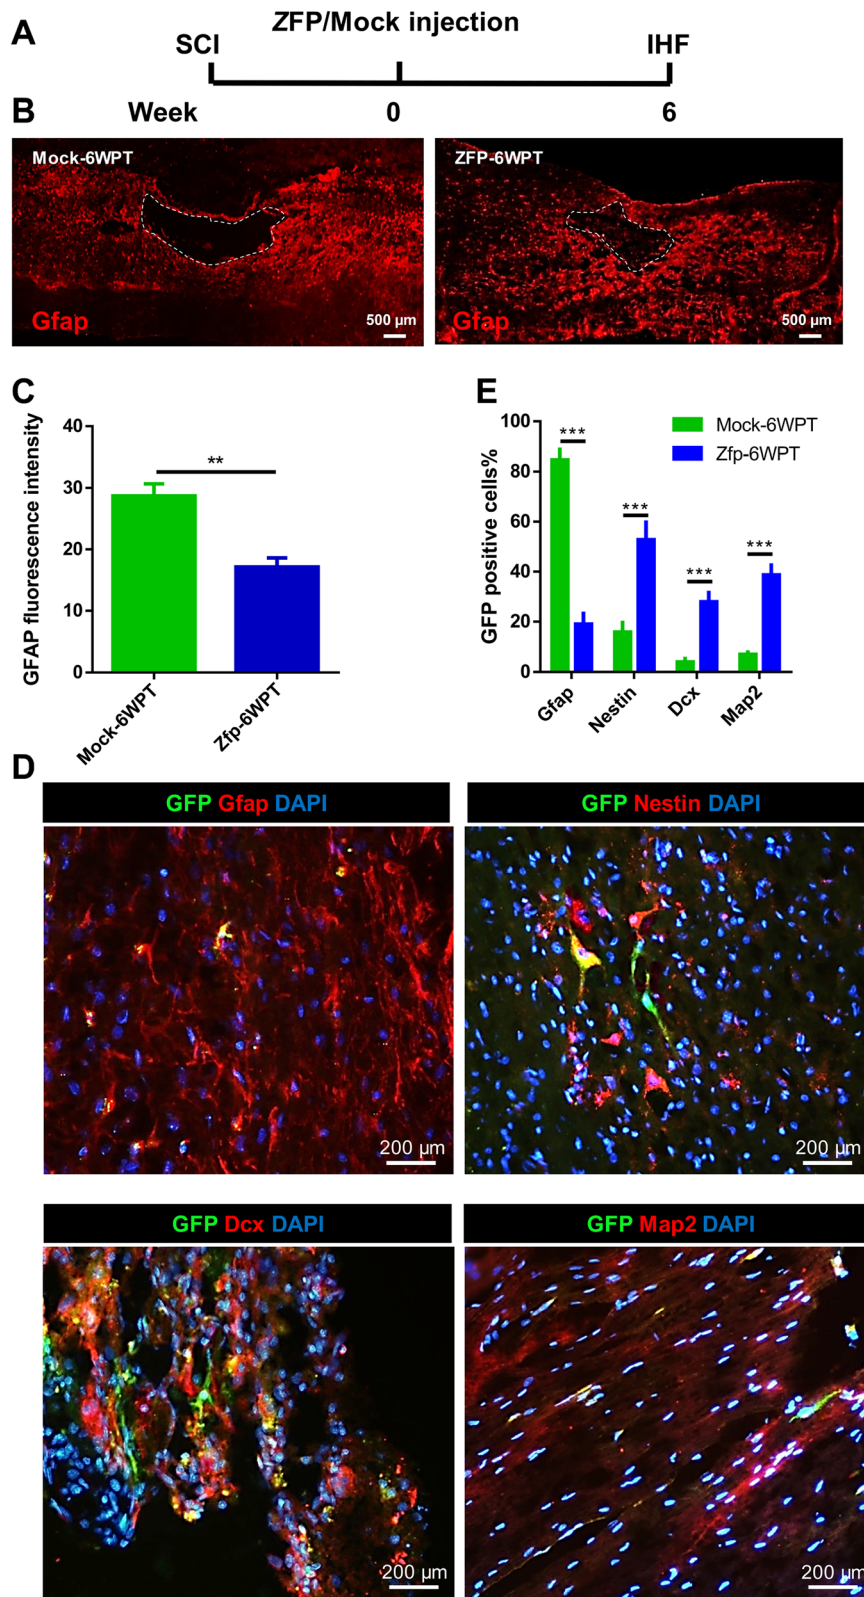 A
ZFP/Mock injection
SCI
IHF
B
Week
0
6
Mock-6WPT
Gfap
500 µm
ZFP-6WPT
Gfap
500 µm
C
GFAP fluorescence intensity
40
30
20
10
0
**
Mock-6WPT
Zfp-6WPT
E
GFP positive cells%
100
80
60
40
20
0
***
***
***
***
Mock-6WPT
Zfp-6WPT
Gfap
Nestin
Dcx
Map2
D
GFP Gfap DAPI
200 µm
GFP Nestin DAPI
200 µm
GFP Dcx DAPI
200 µm
GFP Map2 DAPI
200 µm